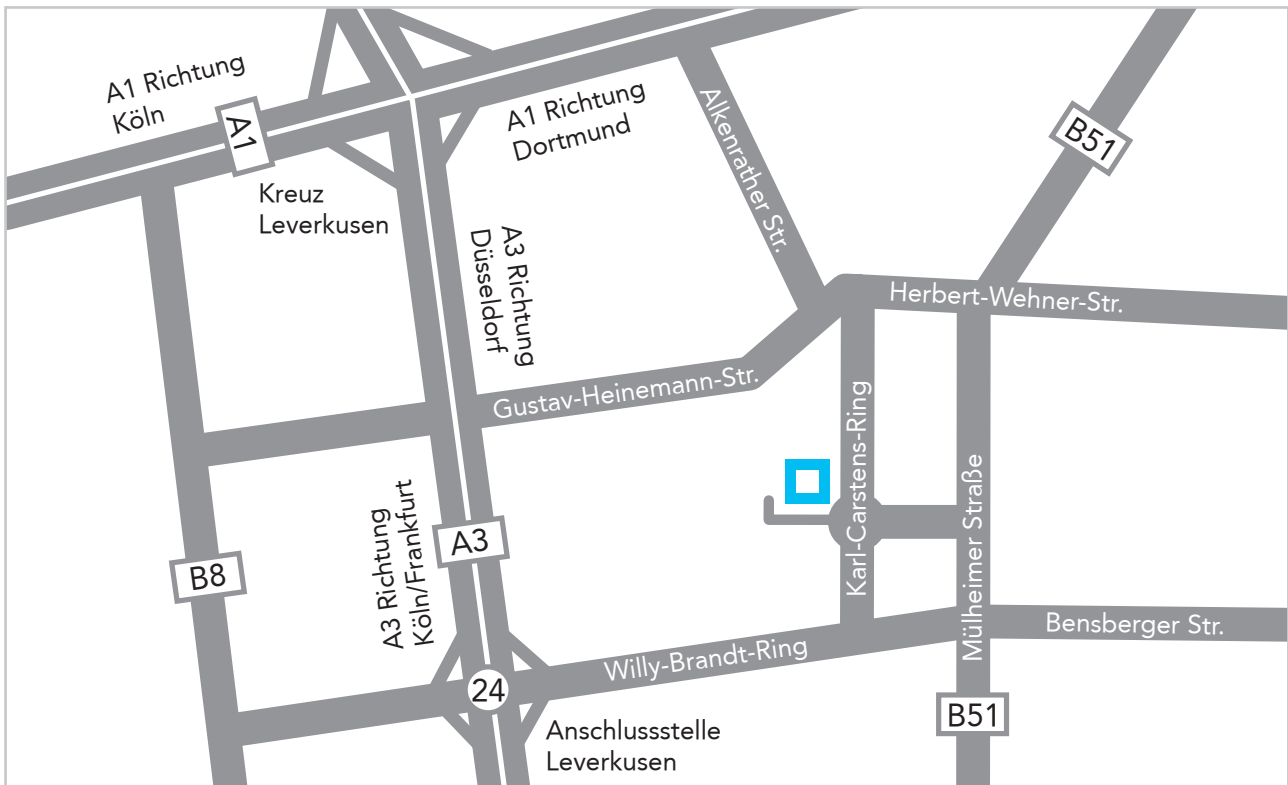 A1 Richtung
Köln
A1
A1 Richtung
Dortmund
Kreuz
Leverkusen
Alkenrather Str.
B51
A3 Richtung
Düsseldorf
Herbert-Wehner-Str.
Gustav-Heinemann-Str.
Karl-Carstens-Ring
Mülheimer Straße
A3 Richtung
Köln/Frankfurt
A3
B8
Willy-Brandt-Ring
Bensberger Str.
24
Anschlussstelle
Leverkusen
B51